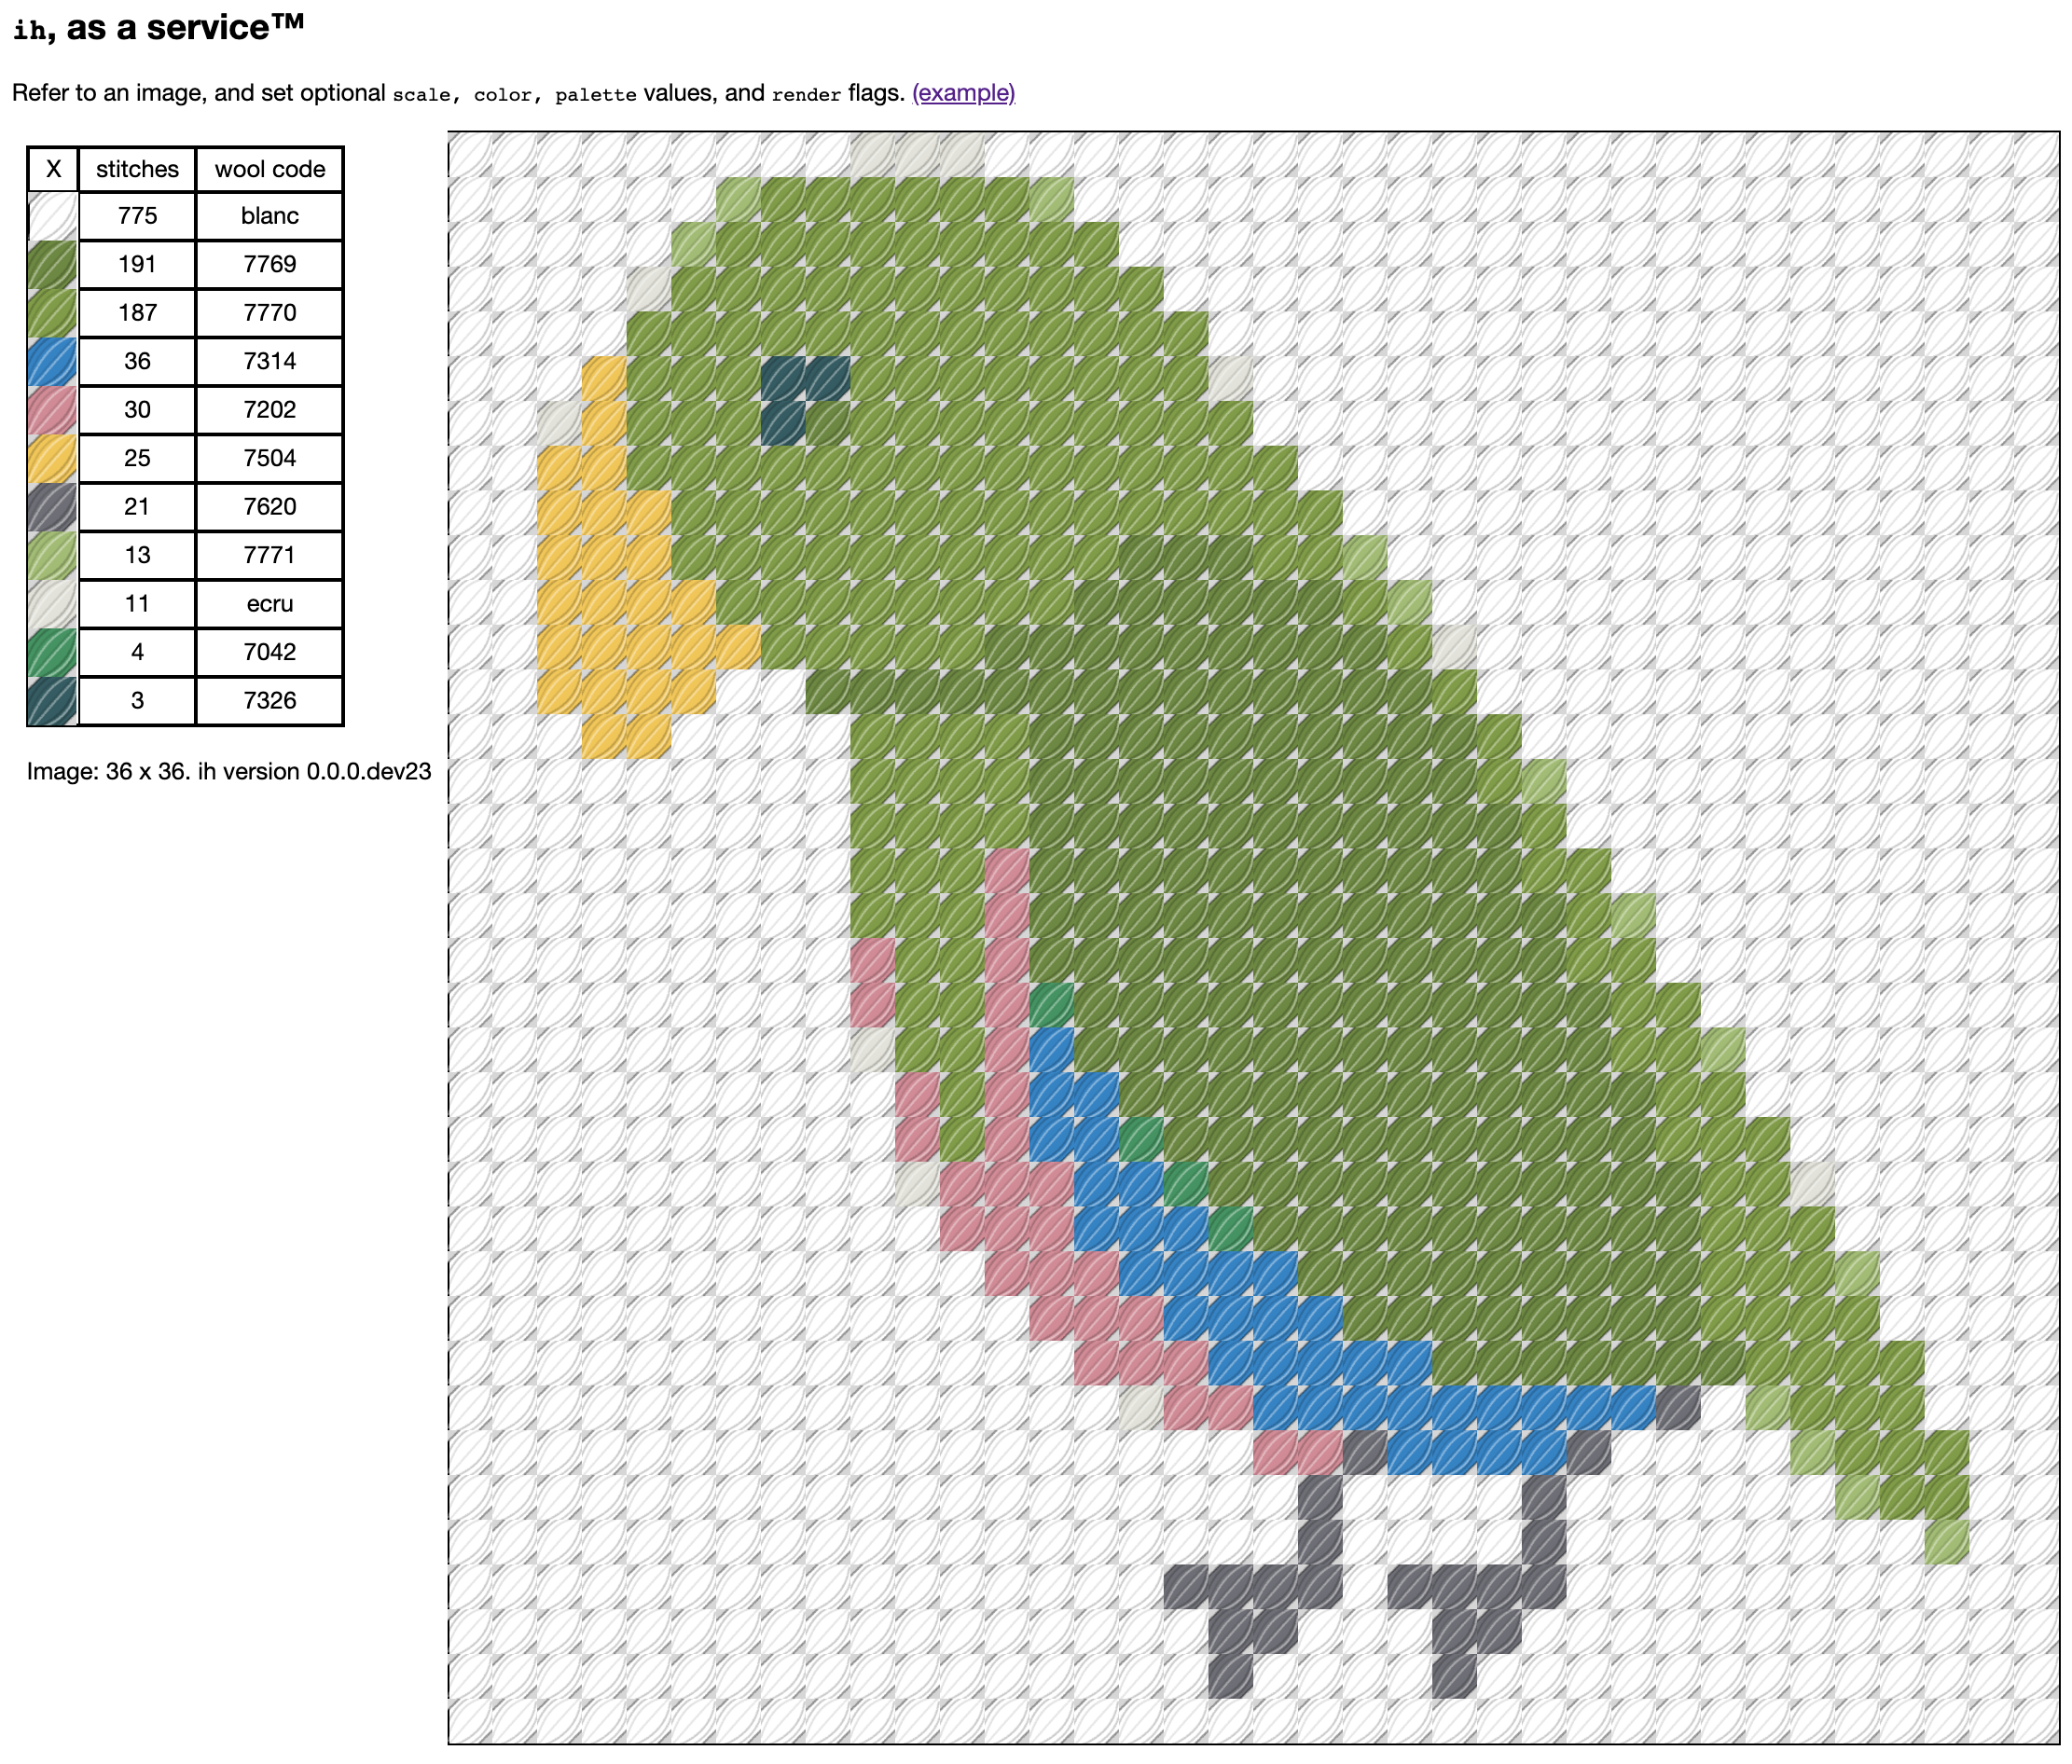 ih, as a service™
Refer to an image, and set optional scale, color, palette values, and render flags. (example)
X stitches wool code
775 blanc
191 7769
187 7770
36 7314
30 7202
25 7504
21 7620
13 7771
11 ecru
4 7042
3 7326
Image: 36 x 36. ih version 0.0.0.dev23